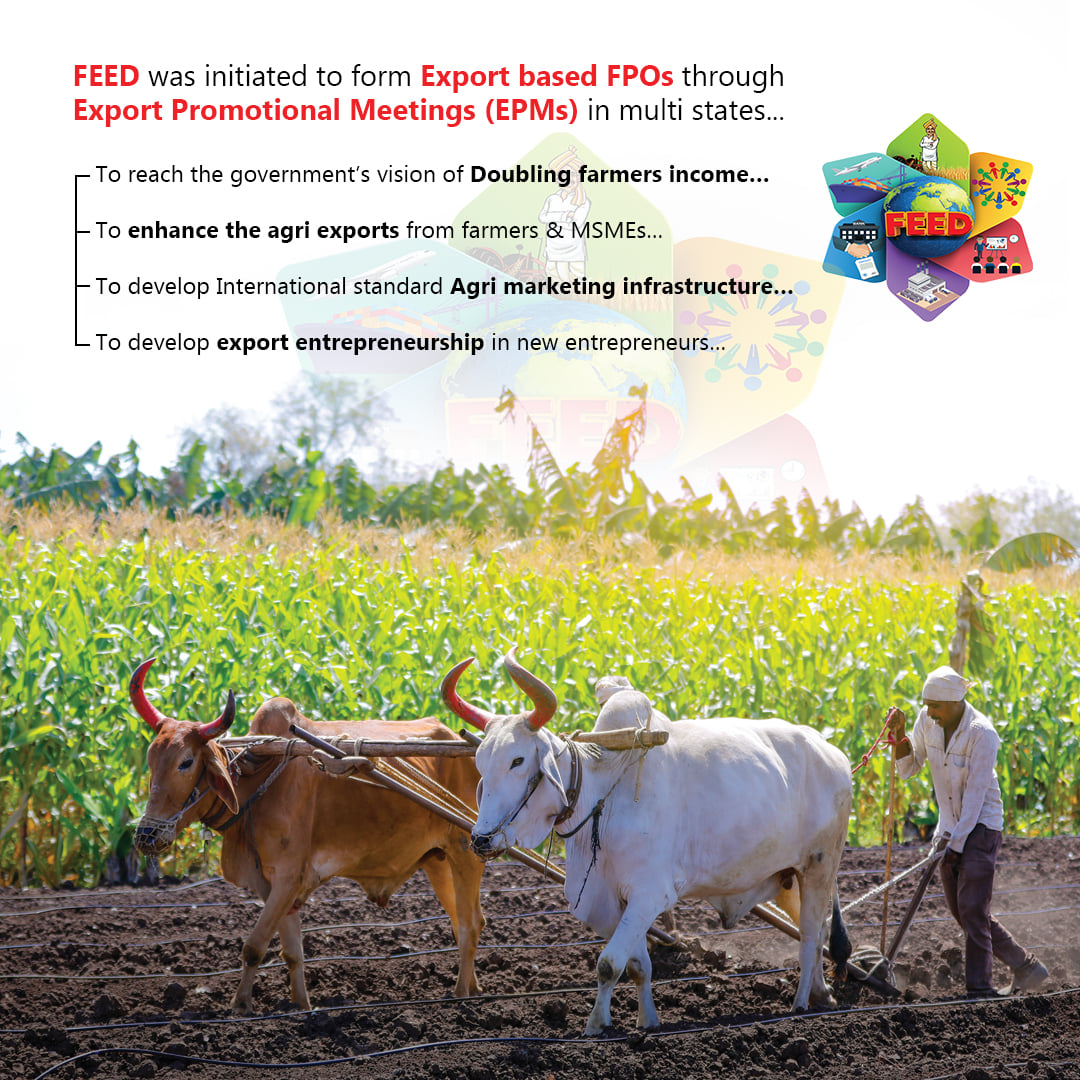 FEED was initiated to form Export based FPOs through
Export Promotional Meetings (EPMs) in multi states...
To reach the government’s vision of Doubling farmers income...
To enhance the agri exports from farmers & MSMEs...
To develop International standard Agri marketing infrastructure...
To develop export entrepreneurship in new entrepreneurs...
FEED
FEED